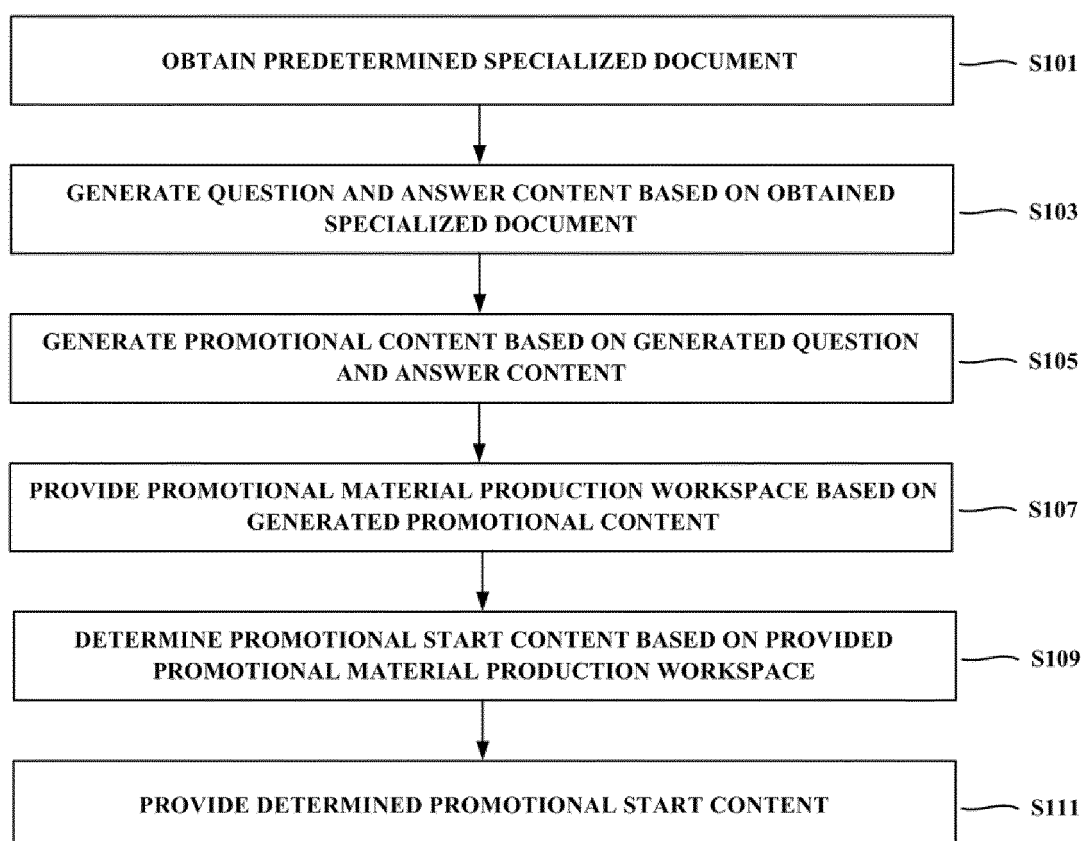 OBTAIN PREDETERMINED SPECIALIZED DOCUMENT
S101
GENERATE QUESTION AND ANSWER CONTENT BASED ON OBTAINED
SPECIALIZED DOCUMENT
S103
GENERATE PROMOTIONAL CONTENT BASED ON GENERATED QUESTION
AND ANSWER CONTENT
S105
PROVIDE PROMOTIONAL MATERIAL PRODUCTION WORKSPACE BASED ON
GENERATED PROMOTIONAL CONTENT
S107
DETERMINE PROMOTIONAL START CONTENT BASED ON PROVIDED
PROMOTIONAL MATERIAL PRODUCTION WORKSPACE
S109
PROVIDE DETERMINED PROMOTIONAL START CONTENT
S111